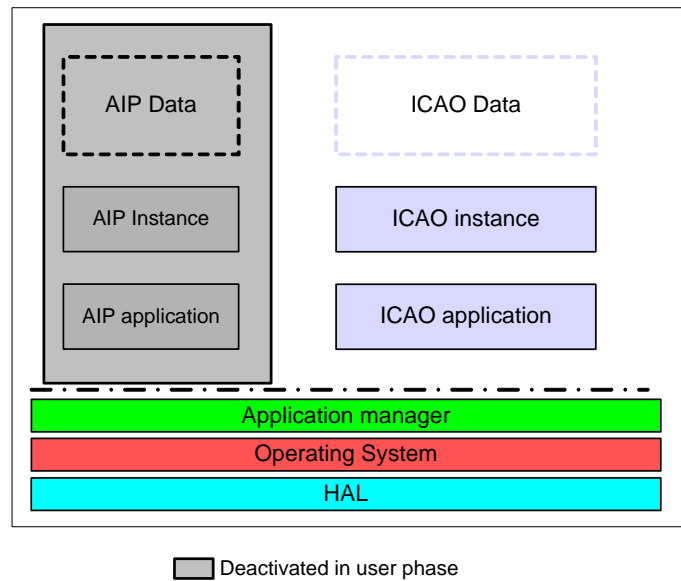 AIP Data
ICAO Data
AIP Instance
ICAO instance
AIP application
ICAO application
Application manager
Operating System
HAL
Deactivated in user phase